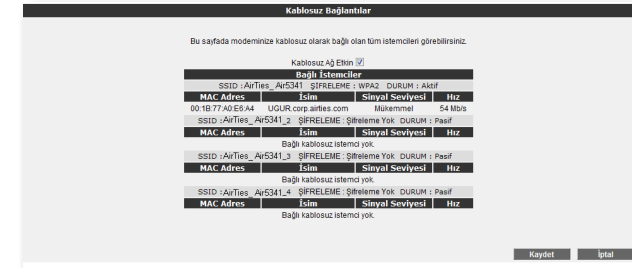 Kablosuz Bağlantılar
Bu sayfada modeminize kablosuz olarak bağlı olan tüm istemcileri görebilirsiniz.
Kablosuz Ağ Etkin
Bağlı İstemciler
SSID : AirTies_Air5341 ŞİFRELEME : WPA2 DURUM : Aktif
MAC Adres İsim Sinyal Seviyesi Hız
00:1B:77:A0:E6:A4 UGUR.corp.airties.com Mükemmel 54 Mb/s
SSID : AirTies_Air5341_2 ŞİFRELEME : Şifreleme Yok DURUM : Pasif
MAC Adres İsim Sinyal Seviyesi Hız
Bağlı kablosuz istemci yok.
SSID : AirTies_Air5341_3 ŞİFRELEME : Şifreleme Yok DURUM : Pasif
MAC Adres İsim Sinyal Seviyesi Hız
Bağlı kablosuz istemci yok.
SSID : AirTies_Air5341_4 ŞİFRELEME : Şifreleme Yok DURUM : Pasif
MAC Adres İsim Sinyal Seviyesi Hız
Bağlı kablosuz istemci yok.
Kaydet İptal